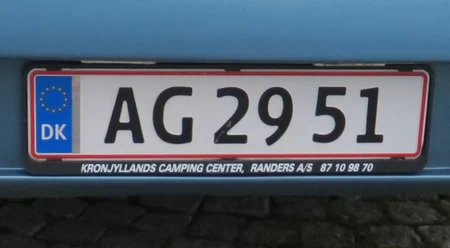 DK AG 29 51
KRONJYLLANDS CAMPING CENTER, RANDERS A/S 87 10 98 70